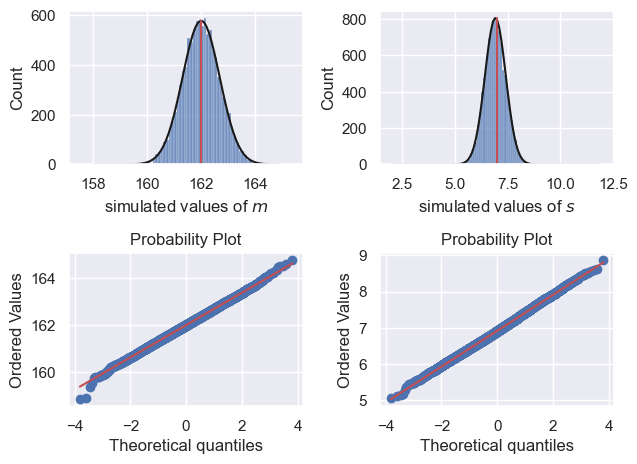 600
400
200
0
Count
158 160 162 164
simulated values of m
800
600
400
200
0
Count
2.5 5.0 7.5 10.0 12.5
simulated values of s
Probability Plot
164
162
160
Ordered Values
−4 −2 0 2 4
Theoretical quantiles
Probability Plot
9
8
7
6
5
Ordered Values
−4 −2 0 2 4
Theoretical quantiles